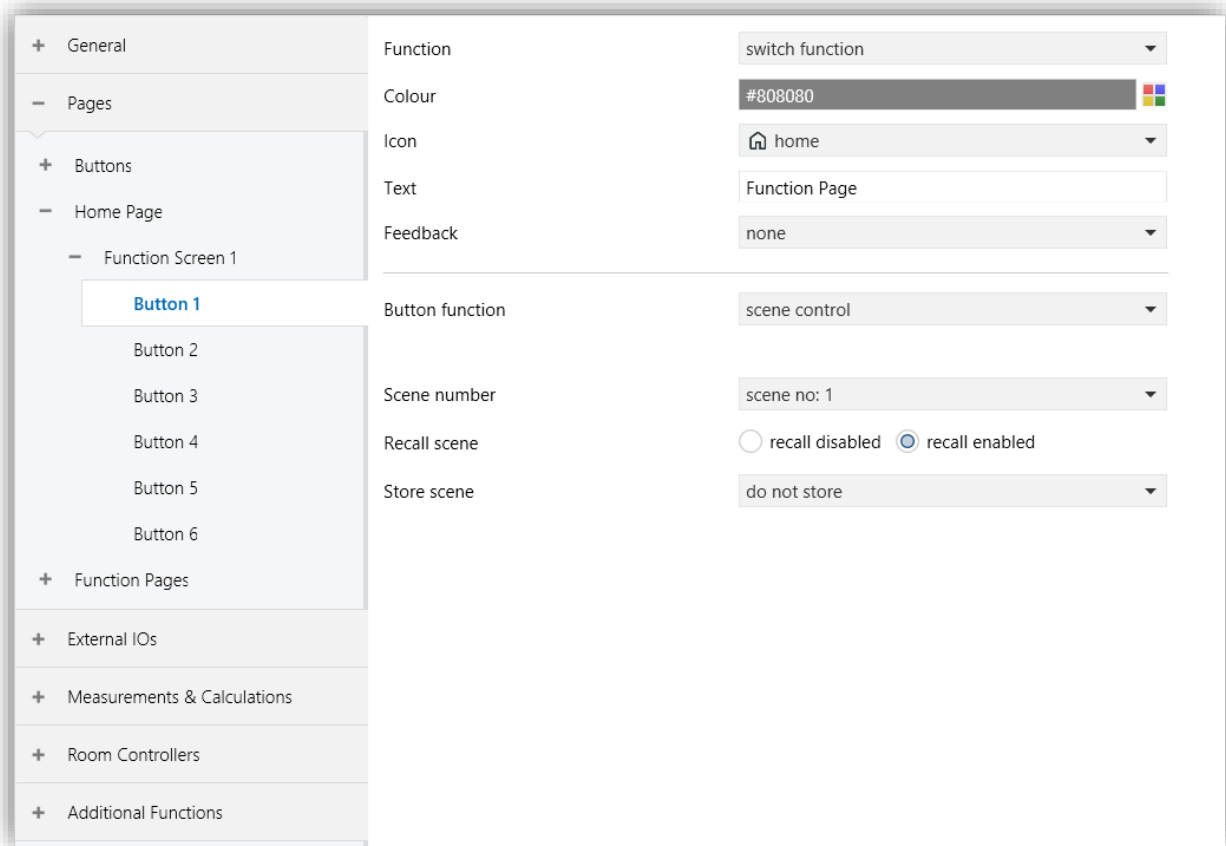 General
Pages
Buttons
Home Page
Function Screen 1
Button 1
Button 2
Button 3
Button 4
Button 5
Button 6
Function Pages
External IOs
Measurements & Calculations
Room Controllers
Additional Functions
Function switch function
Colour #808080
Icon home
Text Function Page
Feedback none
Button function scene control
Scene number scene no: 1
Recall scene recall disabled recall enabled
Store scene do not store